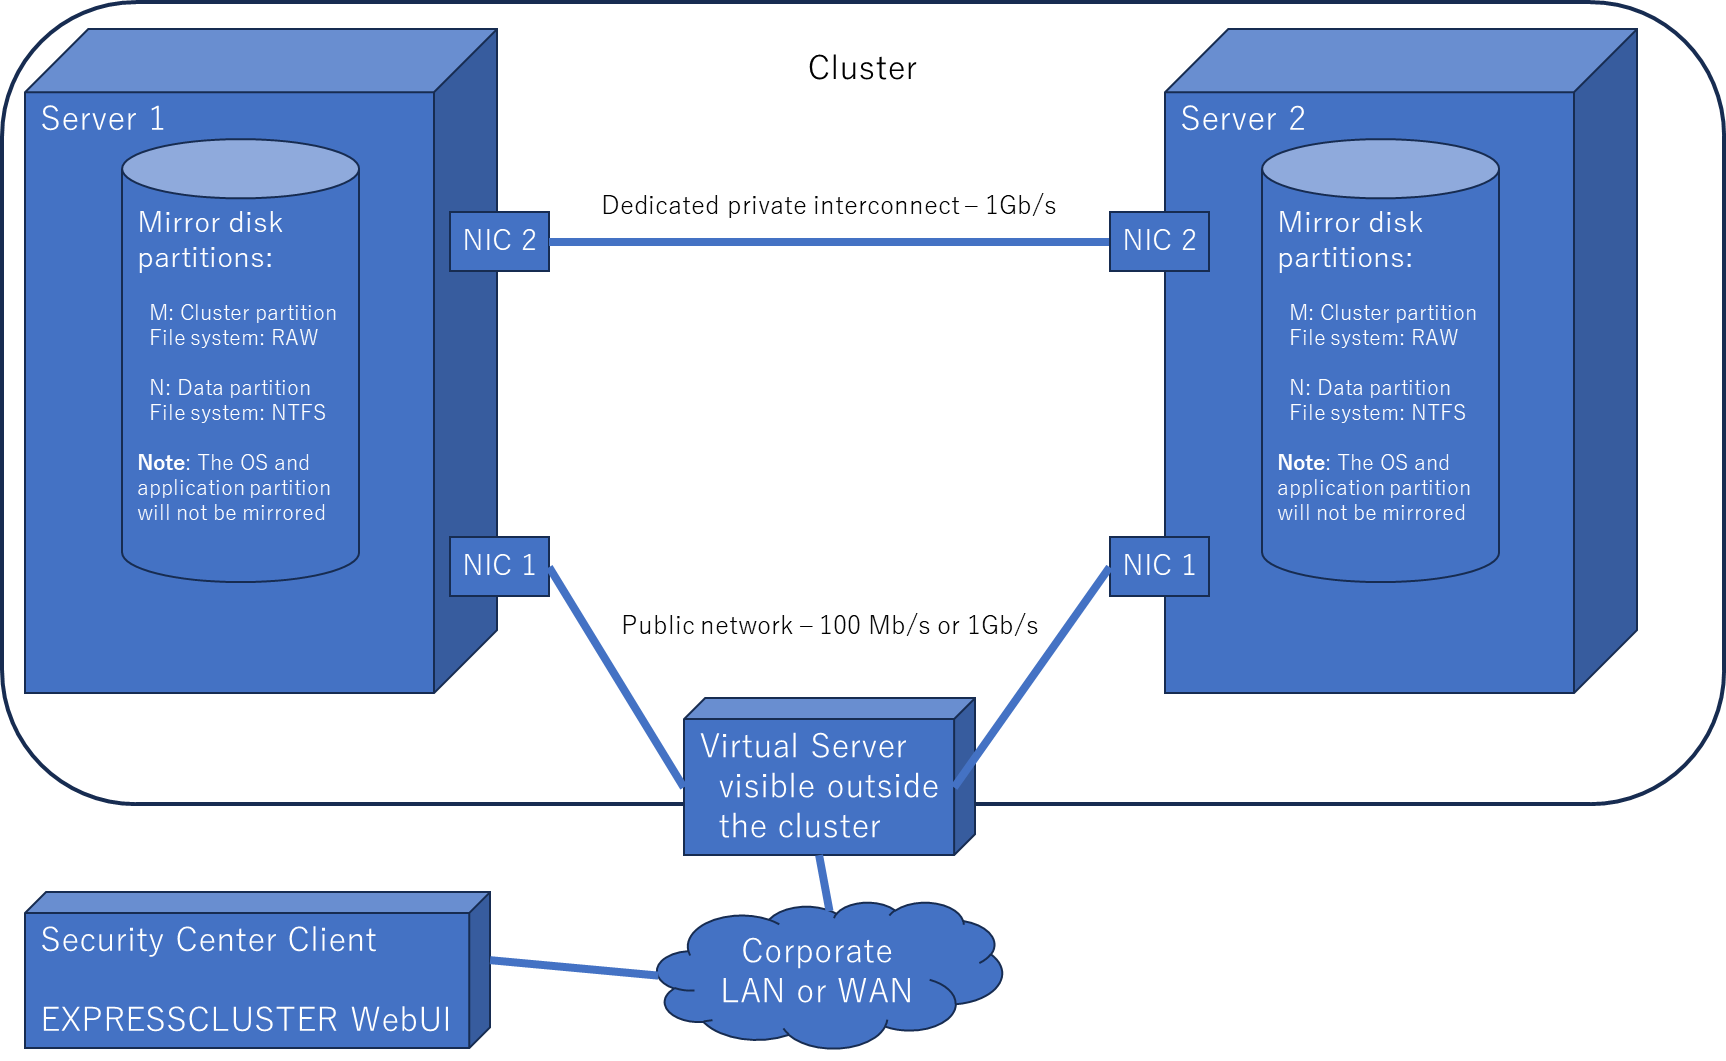 Cluster
Server 1
Mirror disk
partitions:
M: Cluster partition
File system: RAW
N: Data partition
File system: NTFS
Note: The OS and
application partition
will not be mirrored
NIC 2
NIC 1
Dedicated private interconnect – 1Gb/s
Public network – 100 Mb/s or 1Gb/s
Server 2
Mirror disk
partitions:
M: Cluster partition
File system: RAW
N: Data partition
File system: NTFS
Note: The OS and
application partition
will not be mirrored
NIC 2
NIC 1
Virtual Server
visible outside
the cluster
Security Center Client
EXPRESSCLUSTER WebUI
Corporate
LAN or WAN